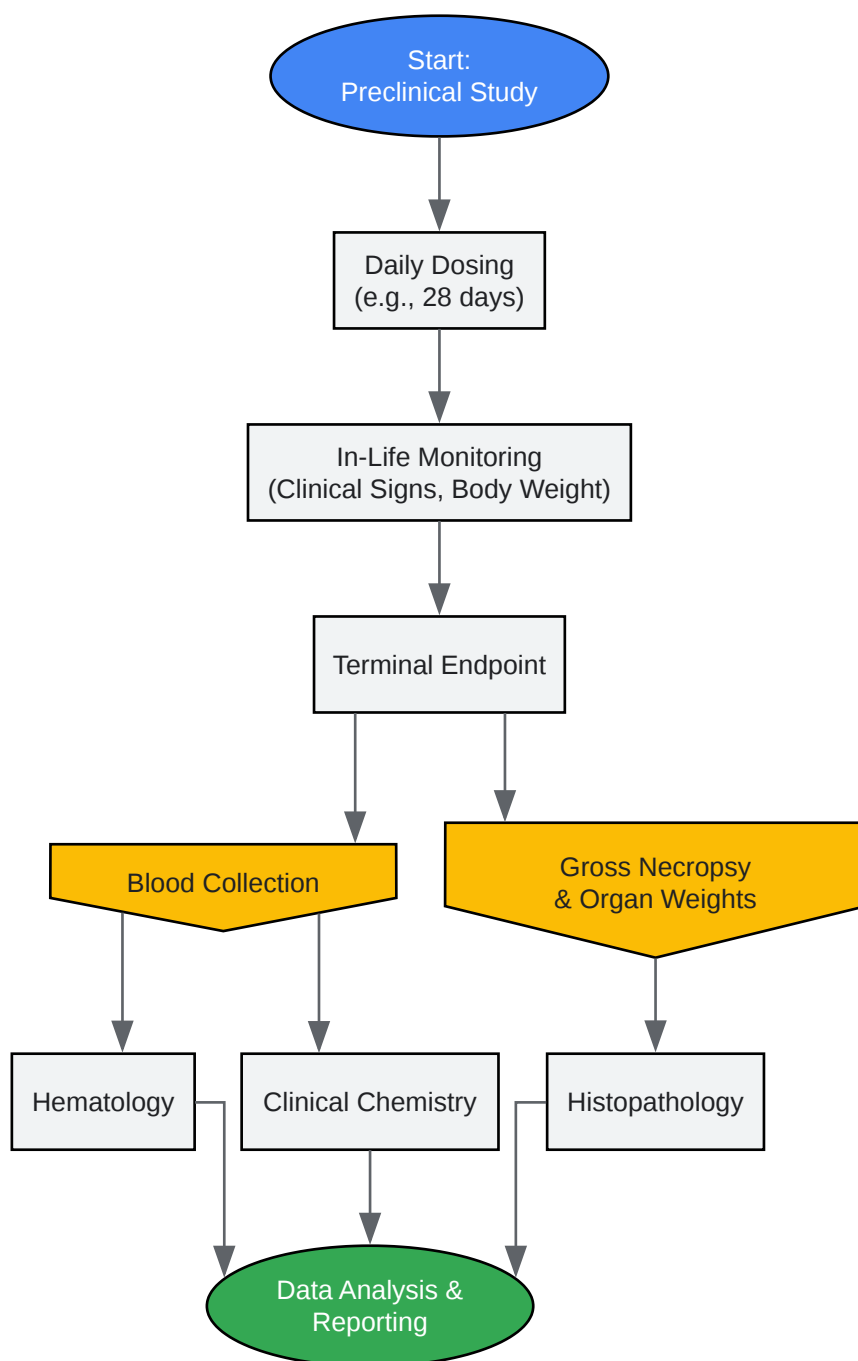 Start:
Preclinical Study
Daily Dosing
(e.g., 28 days)
In-Life Monitoring
(Clinical Signs, Body Weight)
Terminal Endpoint
Blood Collection
Gross Necropsy
& Organ Weights
Hematology
Clinical Chemistry
Histopathology
Data Analysis &
Reporting